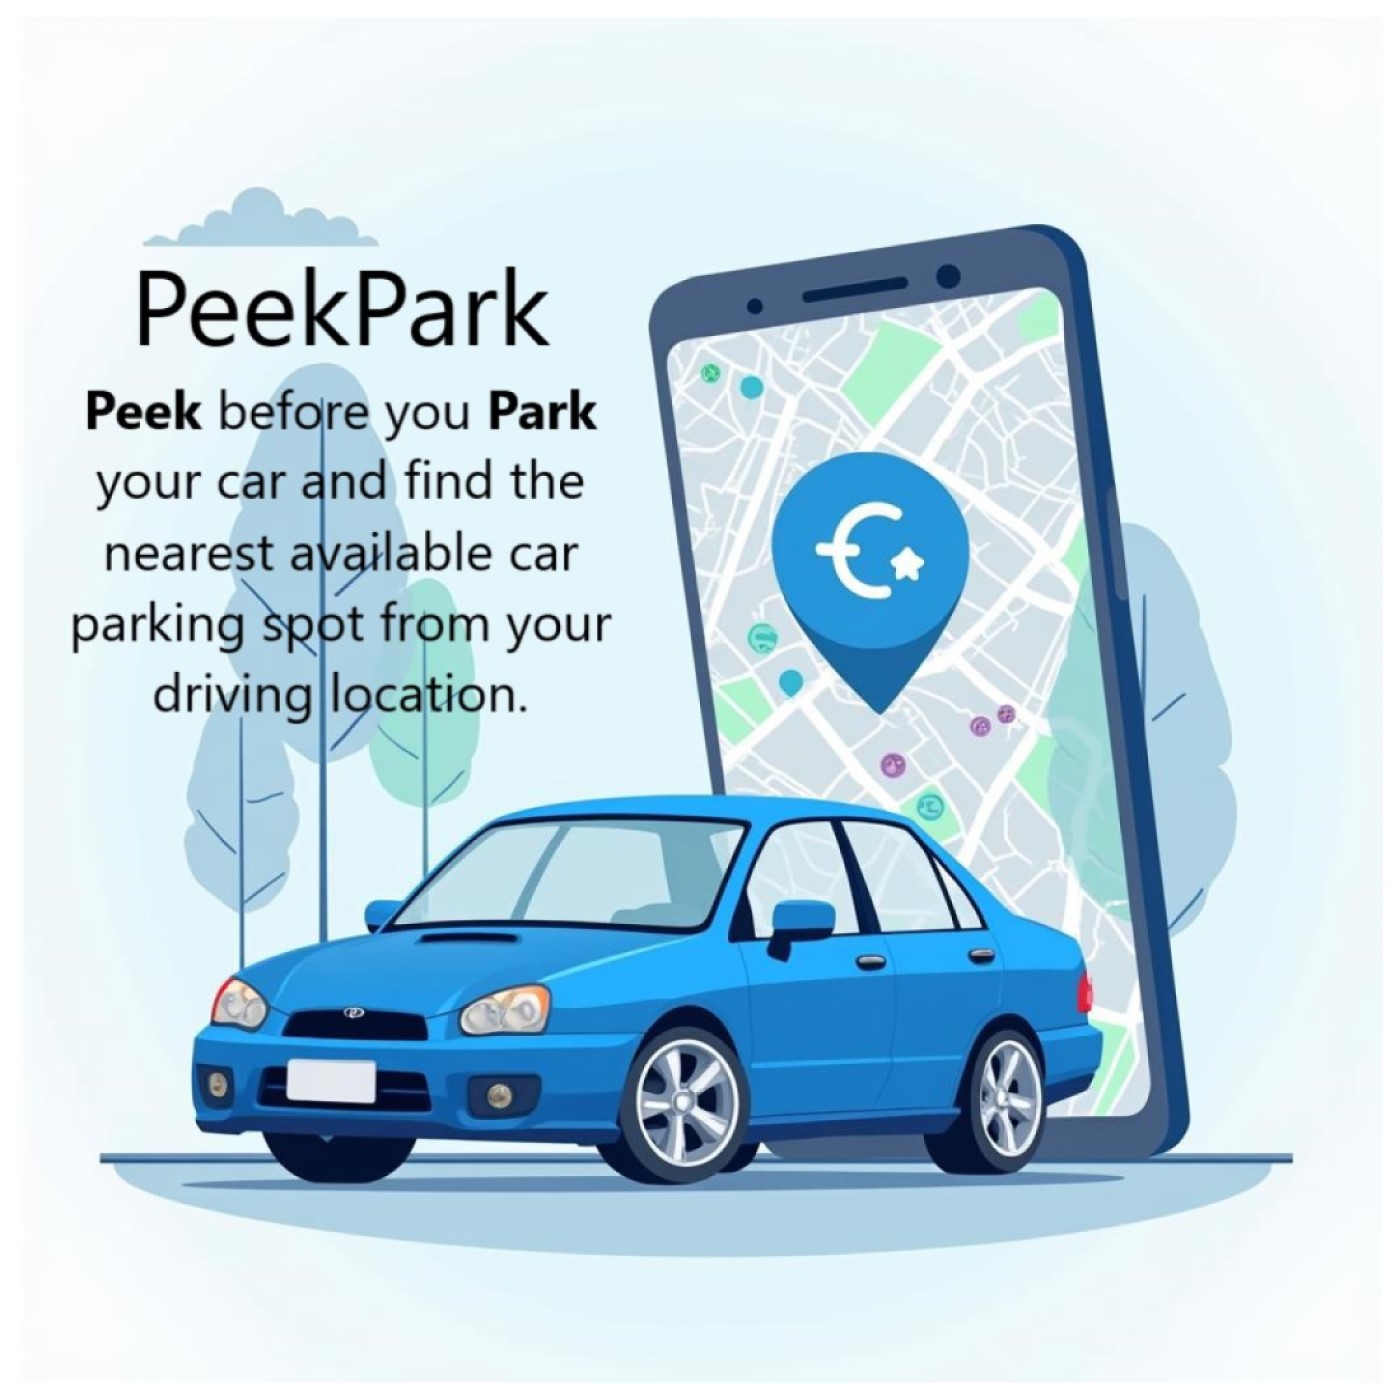 PeekPark
Peek before you Park
your car and find the
nearest available car
parking spot from your
driving location.